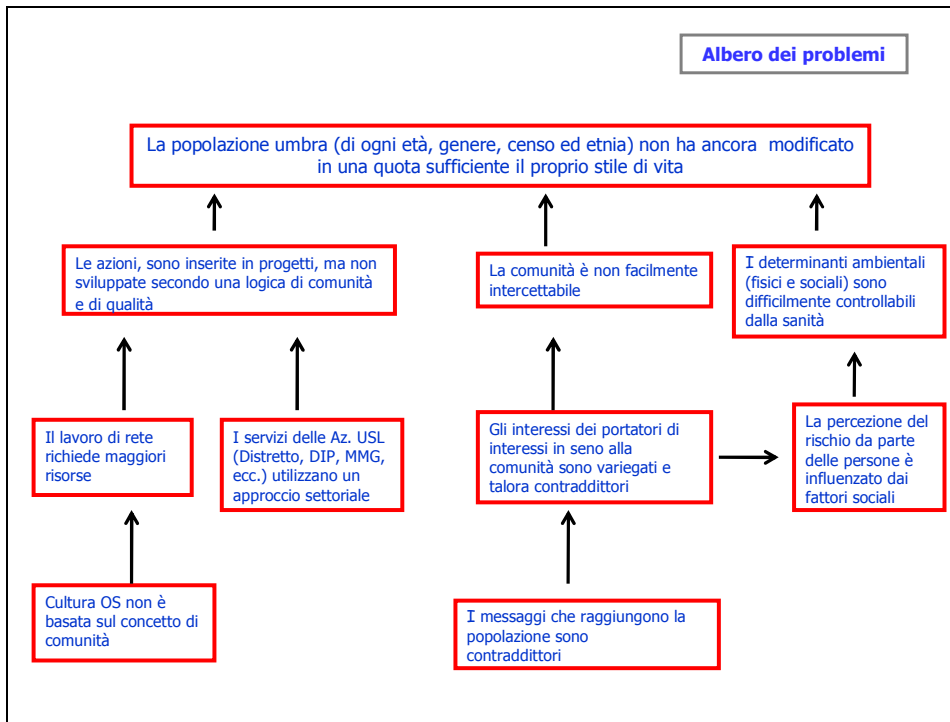 Albero dei problemi
La popolazione umbra (di ogni età, genere, censo ed etnia) non ha ancora modificato
in una quota sufficiente il proprio stile di vita
Le azioni, sono inserite in progetti, ma non
sviluppate secondo una logica di comunità
e di qualità
La comunità è non facilmente
intercettabile
I determinanti ambientali
(fisici e sociali) sono
difficilmente controllabili
dalla sanità
Il lavoro di rete
richiede maggiori
risorse
I servizi delle Az. USL
(Distretto, DIP, MMG,
ecc.) utilizzano un
approccio settoriale
Gli interessi dei portatori di
interessi in seno alla
comunità sono variegati e
talora contraddittori
La percezione del
rischio da parte
delle persone è
influenzato dai
fattori sociali
Cultura OS non è
basata sul concetto di
comunità
I messaggi che raggiungono la
popolazione sono
contraddittori